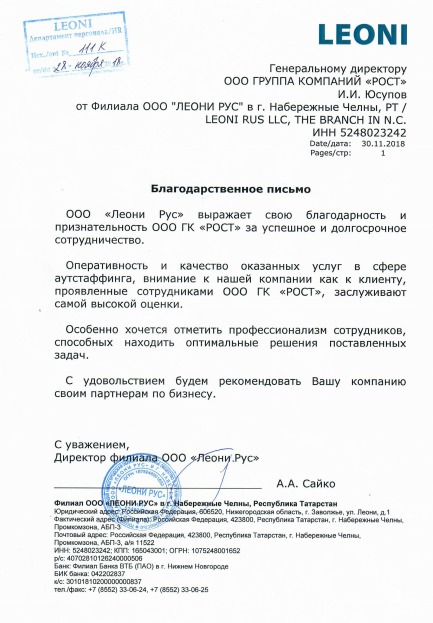 LEONI
Департамент персонала/HR
Исх./out №
111 К
28 ноября 18
LEONI
Генеральному директору
ООО ГРУППА КОМПАНИЙ «РОСТ»
И.И. Юсупов
от Филиала ООО "ЛЕОНИ РУС" в г. Набережные Челны, РТ /
LEONI RUS LLC, THE BRANCH IN N.C.
ИНН 5248023242
Date/дата: 30.11.2018
Pages/стр: 1
Благодарственное письмо
ООО «Леони Рус» выражает свою благодарность и
признательность ООО ГК «РОСТ» за успешное и долгосрочное
сотрудничество.
Оперативность и качество оказанных услуг в сфере
аутстаффинга, внимание к нашей компании как к клиенту,
проявленные сотрудниками ООО ГК «РОСТ», заслуживают
самой высокой оценки.
Особенно хочется отметить профессионализм сотрудников,
способных находить оптимальные решения поставленных
задач.
С удовольствием будем рекомендовать Вашу компанию
своим партнерам по бизнесу.
С уважением,
Директор филиала ООО «Леони Рус»
«ЛЕОНИ РУС»
А.А. Сайко
Филиал ООО «ЛЕОНИ РУС» в г. Набережные Челны, Республика Татарстан
Юридический адрес: Российская Федерация, 606520, Нижегородская область, г. Заволжье, ул. Леони, д.1
Фактический адрес (Филиала): Российская Федерация, 423800, Республика Татарстан, г. Набережные Челны,
Промкомзона, АБП-3
Почтовый адрес: Российская Федерация, 423800, Республика Татарстан, г. Набережные Челны,
Промкомзона, АБП-3, а/я 11522
ИНН: 5248023242; КПП: 165043001; ОГРН: 1075248001652
р/с: 40702810126240000506
Банк: Филиал Банка ВТБ (ПАО) в г. Нижнем Новгороде
БИК банка: 042202837
к/с: 30101810200000000837
тел./факс: +7 (8552) 33-06-24, +7 (8552) 33-06-25